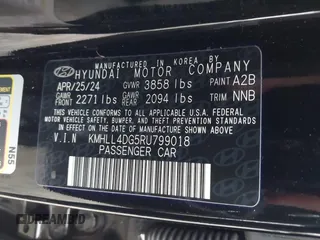 MANUFACTURED IN KOREA BY
HYUNDAI MOTOR COMPANY
APR/25/24 GVWR 3858 lbs PAINT A2B
GAWR FRONT 2271 lbs GAWR REAR 2094 lbs TRIM NNB
THIS VEHICLE CONFORMS TO ALL APPLICABLE
U.S. FEDERAL MOTOR VEHICLE
SAFETY, BUMPER, AND THEFT PREVENTION
STANDARDS IN EFFECT ON THE DATE OF
MANUFACTURE SHOWN ABOVE.
V.I.N KMHLL4DG5RU799018
PASSENGER CAR
N55
DREAMBID